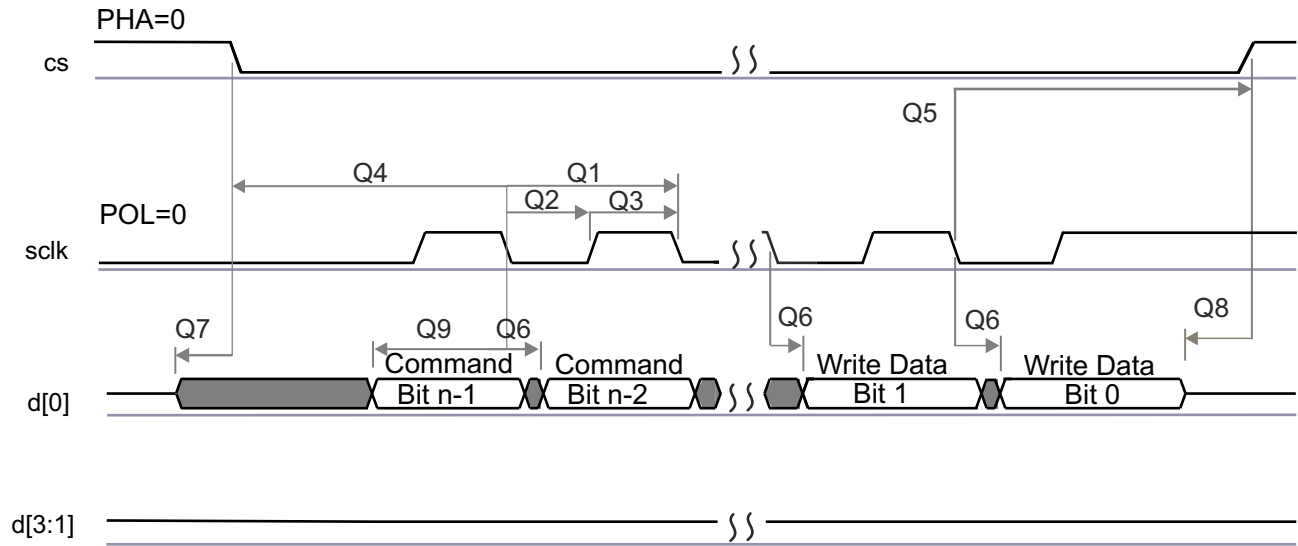 PHA=0
cs
Q5
Q4 Q1
Q2 Q3
POL=0
sclk
Q7 Q9 Q6 Q6 Q6 Q8
Command Command Write Data Write Data
d[0] Bit n-1 Bit n-2 Bit 1 Bit 0
d[3:1]